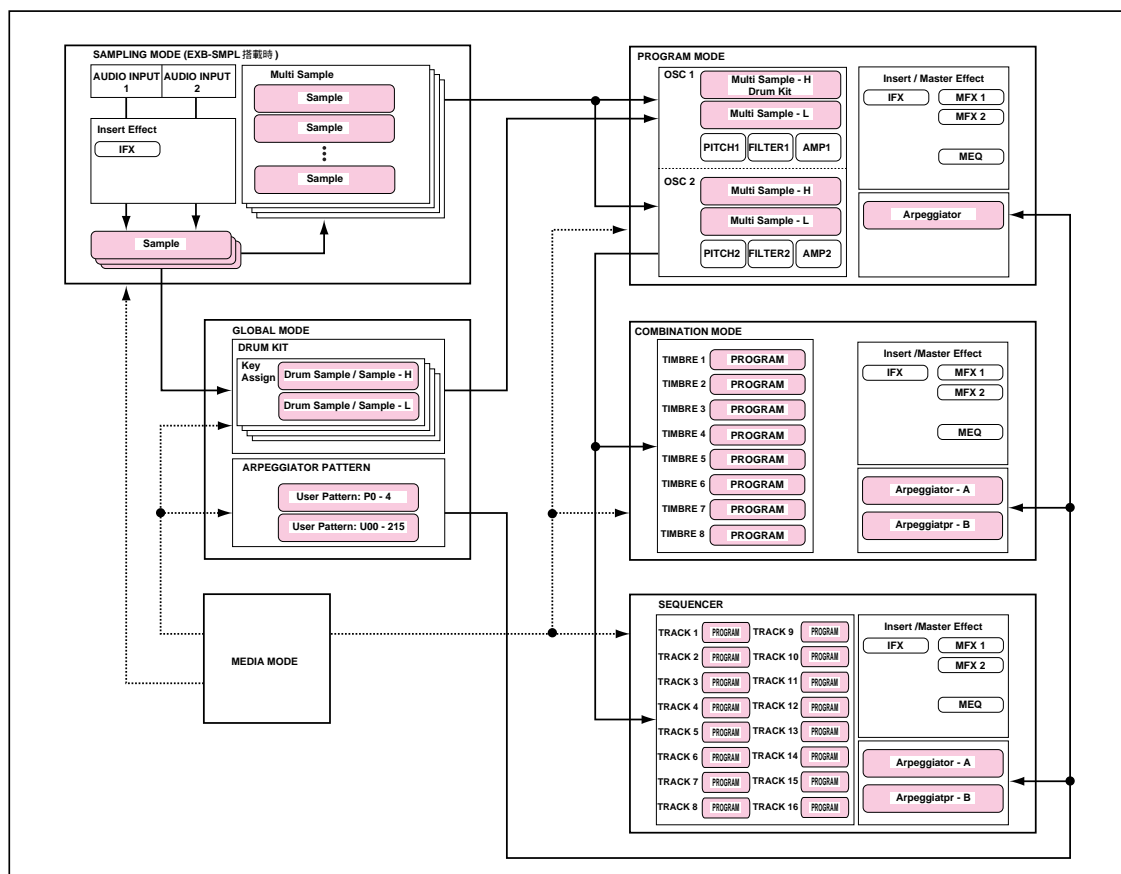 SAMPLING MODE (EXB-SMPL 搭載時)
AUDIO INPUT
1
AUDIO INPUT
2
Insert Effect
IFX
Multi Sample
Sample
Sample
Sample
Sample
GLOBAL MODE
DRUM KIT
Key
Assign
Drum Sample / Sample - H
Drum Sample / Sample - L
ARPEGGIATOR PATTERN
User Pattern: P0 - 4
User Pattern: U00 - 215
MEDIA MODE
PROGRAM MODE
OSC 1
Multi Sample - H
Drum Kit
Multi Sample - L
PITCH1
FILTER1
AMP1
OSC 2
Multi Sample - H
Multi Sample - L
PITCH2
FILTER2
AMP2
Insert / Master Effect
IFX
MFX 1
MFX 2
MEQ
Arpeggiator
COMBINATION MODE
TIMBRE 1 PROGRAM
TIMBRE 2 PROGRAM
TIMBRE 3 PROGRAM
TIMBRE 4 PROGRAM
TIMBRE 5 PROGRAM
TIMBRE 6 PROGRAM
TIMBRE 7 PROGRAM
TIMBRE 8 PROGRAM
Insert /Master Effect
IFX
MFX 1
MFX 2
MEQ
Arpeggiator - A
Arpeggiatpr - B
SEQUENCER
TRACK 1 PROGRAM TRACK 9 PROGRAM
TRACK 2 PROGRAM TRACK 10 PROGRAM
TRACK 3 PROGRAM TRACK 11 PROGRAM
TRACK 4 PROGRAM TRACK 12 PROGRAM
TRACK 5 PROGRAM TRACK 13 PROGRAM
TRACK 6 PROGRAM TRACK 14 PROGRAM
TRACK 7 PROGRAM TRACK 15 PROGRAM
TRACK 8 PROGRAM TRACK 16 PROGRAM
Insert /Master Effect
IFX
MFX 1
MFX 2
MEQ
Arpeggiator - A
Arpeggiatpr - B